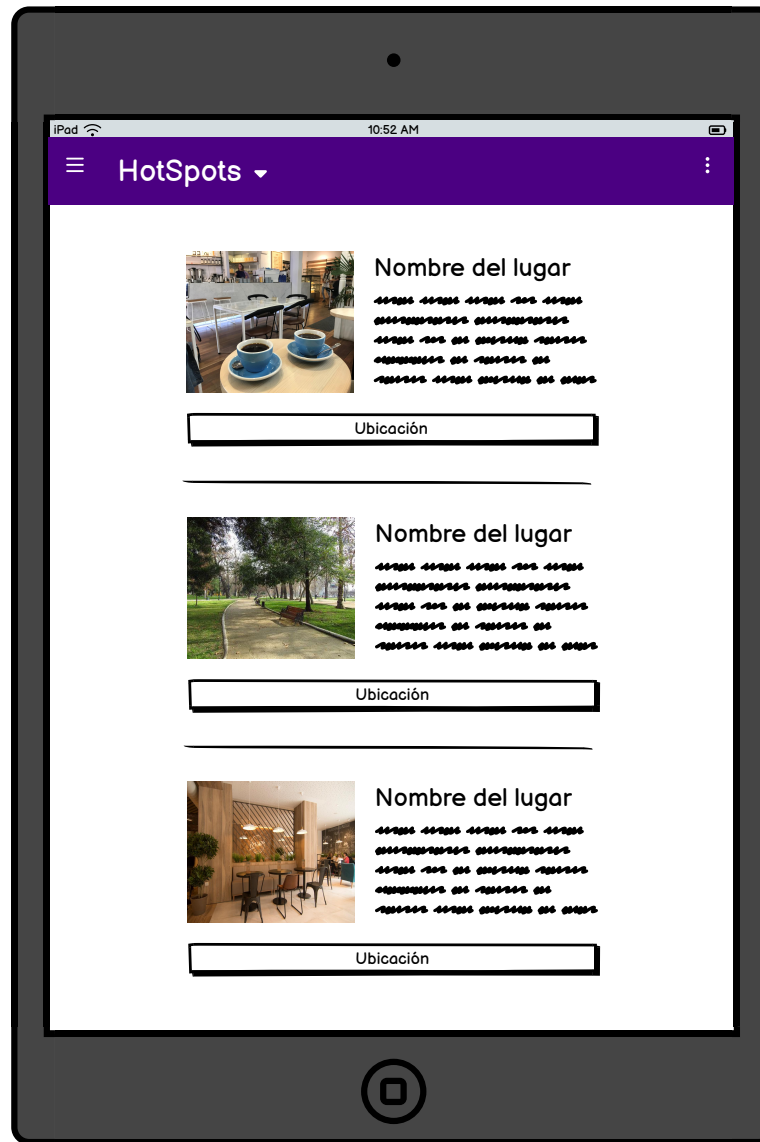 iPad
10:52 AM
HotSpots
Nombre del lugar
Ubicación
Nombre del lugar
Ubicación
Nombre del lugar
Ubicación